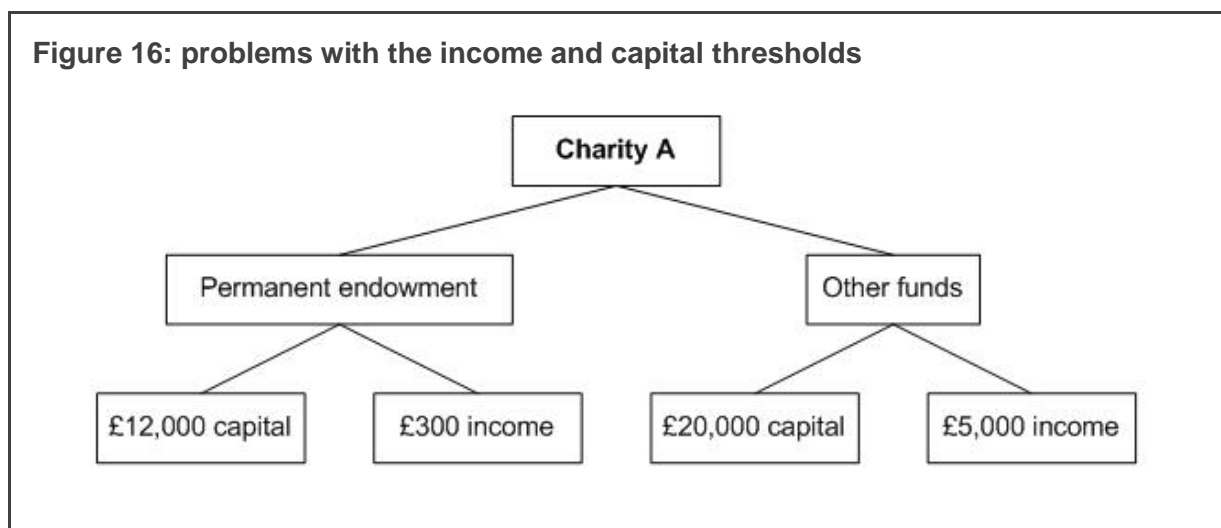 Figure 16: problems with the income and capital thresholds
Charity A
Permanent endowment
Other funds
£12,000 capital
£300 income
£20,000 capital
£5,000 income